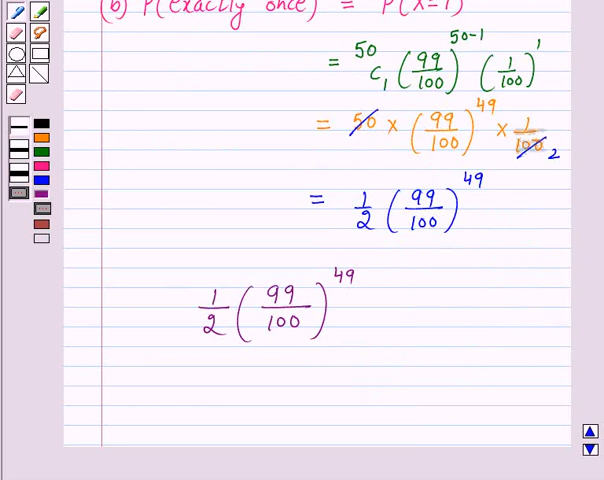 (b) P(exactly once) = P(X=1)
= ⁵⁰C₁ (99/100)⁵⁰⁻¹ (1/100)¹
= 50 × (99/100)⁴⁹ × 1/100 2
= 1/2 (99/100)⁴⁹
1/2 (99/100)⁴⁹